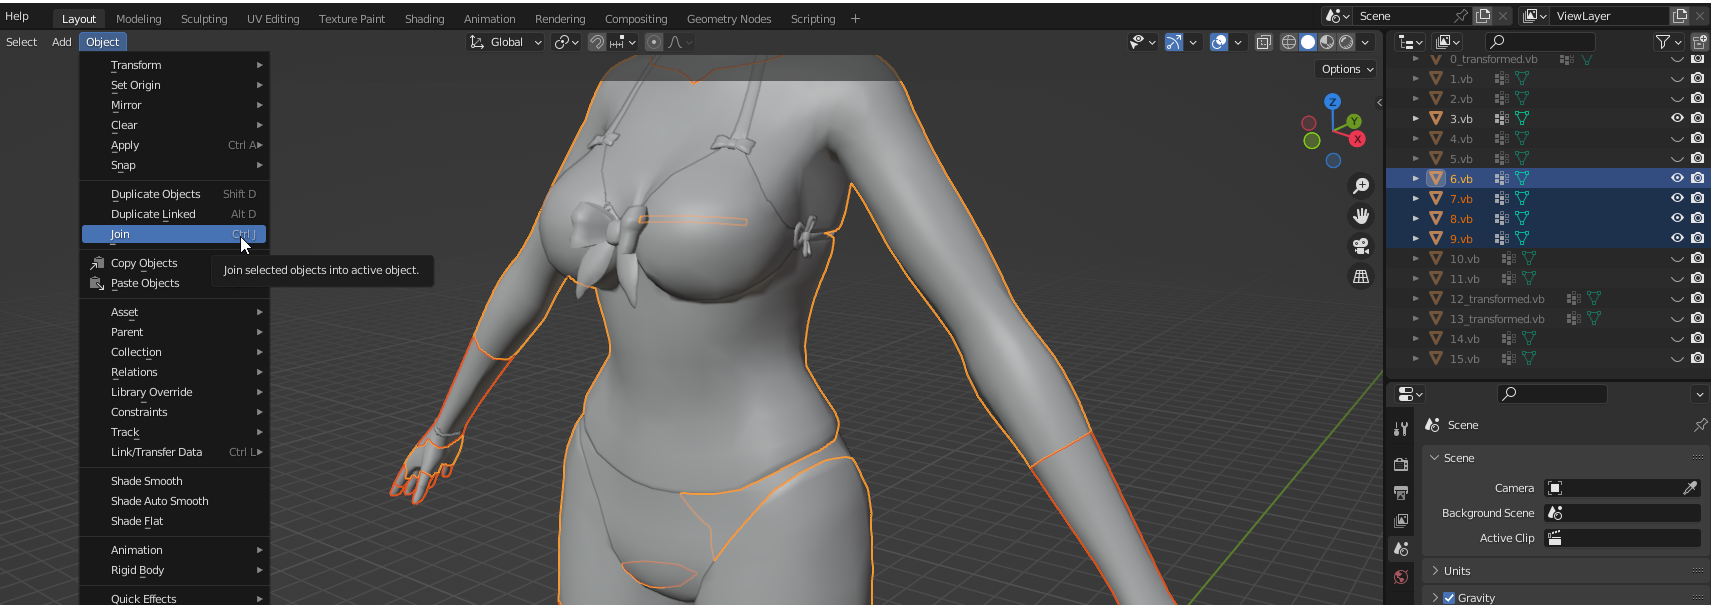 Help Layout Modeling Sculpting UV Editing Texture Paint Shading Animation Rendering Compositing Geometry Nodes Scripting + Scene ViewLayer
Select Add Object Global
Options
Transform
Set Origin
Mirror
Clear
Apply Ctrl A
Snap
Duplicate Objects Shift D
Duplicate Linked Alt D
Join Ctrl J
Join selected objects into active object.
Copy Objects
Paste Objects
Asset
Parent
Collection
Relations
Library Override
Constraints
Track
Link/Transfer Data Ctrl L
Shade Smooth
Shade Auto Smooth
Shade Flat
Animation
Rigid Body
Quick Effects
Z
Y
X
0_transformed.vb
1.vb
2.vb
3.vb
4.vb
5.vb
6.vb
7.vb
8.vb
9.vb
10.vb
11.vb
12_transformed.vb
13_transformed.vb
14.vb
15.vb
Scene
Scene
Camera
Background Scene
Active Clip
Units
Gravity